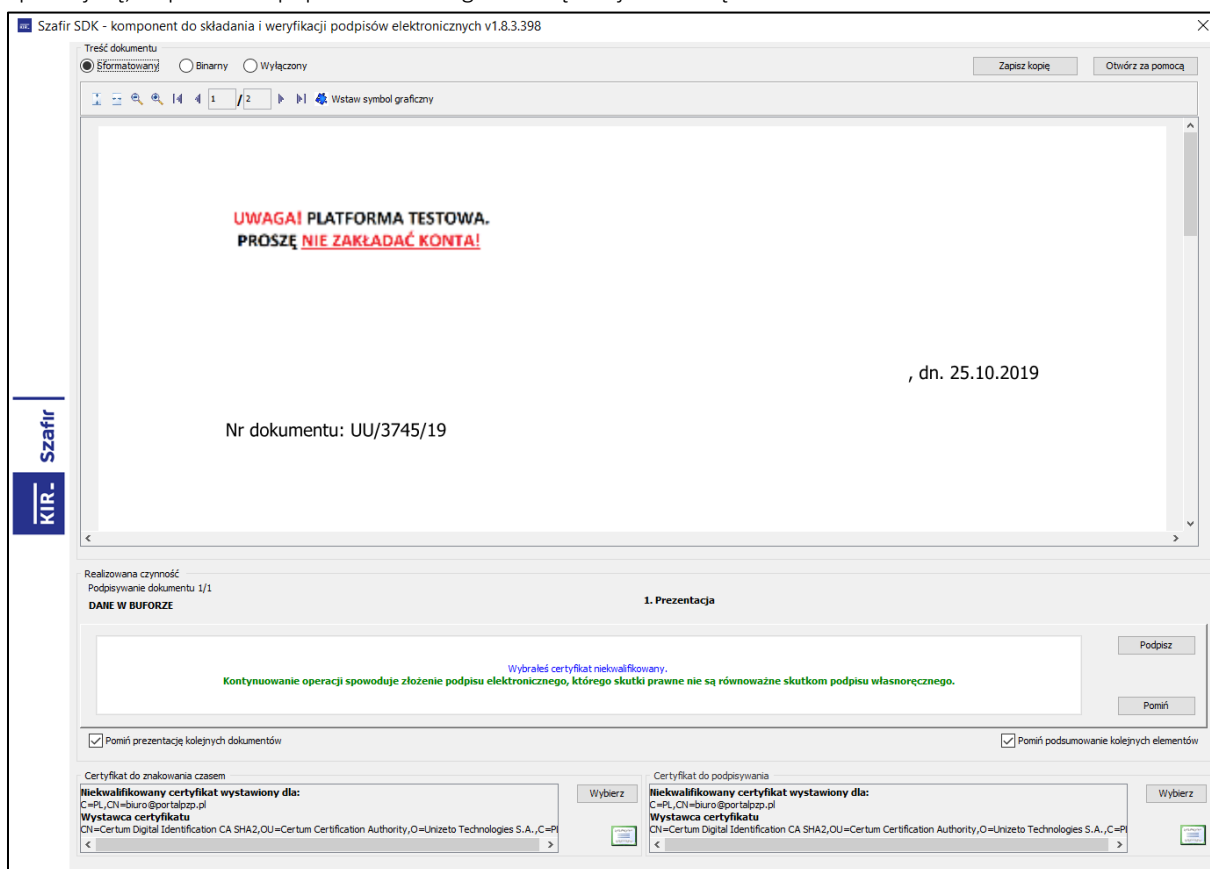 Szafir SDK - komponent do składania i weryfikacji podpisów elektronicznych v1.8.3.398
Treść dokumentu
Sformatowany Binarny Wyłączony Zapisz kopię Otwórz za pomocą
1 / 2 Wstaw symbol graficzny
UWAGA! PLATFORMA TESTOWA.
PROSZĘ NIE ZAKŁADAĆ KONTA!
, dn. 25.10.2019
Nr dokumentu: UU/3745/19
KIR Szafir
Realizowana czynność
Podpisywanie dokumentu 1/1
DANE W BUFORZE
1. Prezentacja
Wybrałeś certyfikat niekwalifikowany.
Kontynuowanie operacji spowoduje złożenie podpisu elektronicznego, którego skutki prawne nie są równoważne skutkom podpisu własnoręcznego.
Podpisz
Pomiń
Pomiń prezentację kolejnych dokumentów
Pomiń podsumowanie kolejnych elementów
Certyfikat do znakowania czasem
Niekwalifikowany certyfikat wystawiony dla:
C=PL,CN=biuro@portalpzp.pl
Wystawca certyfikatu
CN=Certum Digital Identification CA SHA2,OU=Certum Certification Authority,O=Unizeto Technologies S.A.,C=Pl
Wybierz
Certyfikat do podpisywania
Niekwalifikowany certyfikat wystawiony dla:
C=PL,CN=biuro@portalpzp.pl
Wystawca certyfikatu
CN=Certum Digital Identification CA SHA2,OU=Certum Certification Authority,O=Unizeto Technologies S.A.,C=Pl
Wybierz